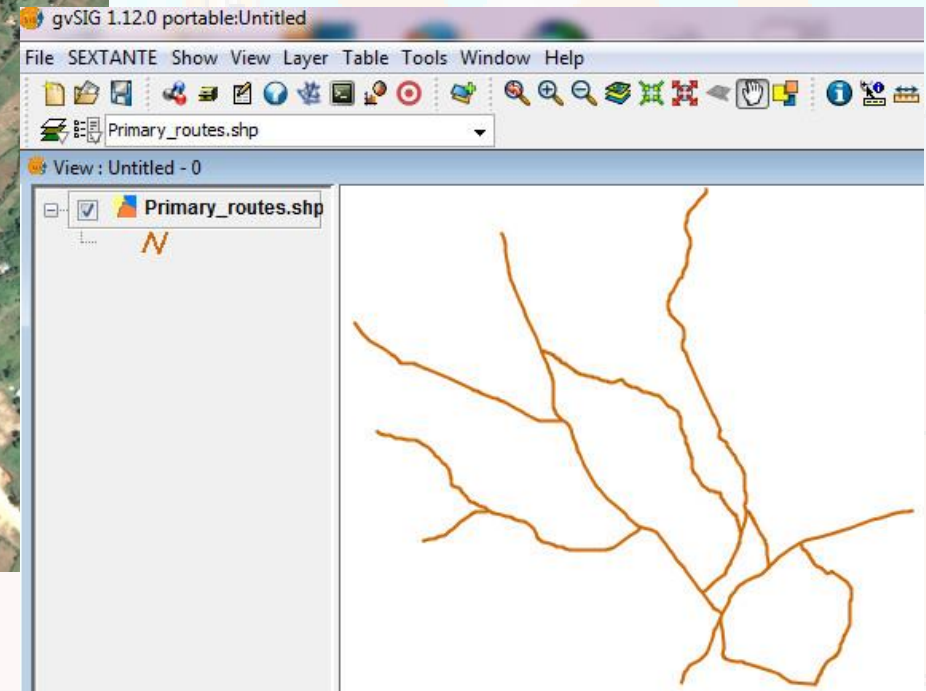 gvSIG 1.12.0 portable:Untitled
File SEXTANTE Show View Layer Table Tools Window Help
Primary_routes.shp
View : Untitled - 0
Primary_routes.shp